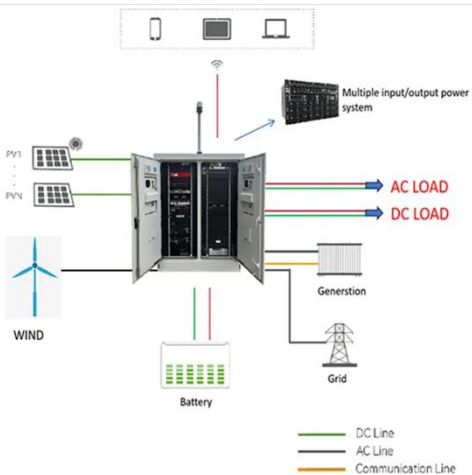 Multiple input/output power
system
PV1
PVN
AC LOAD
DC LOAD
WIND
Generstion
Grid
Battery
DC Line
AC Line
Communication Line